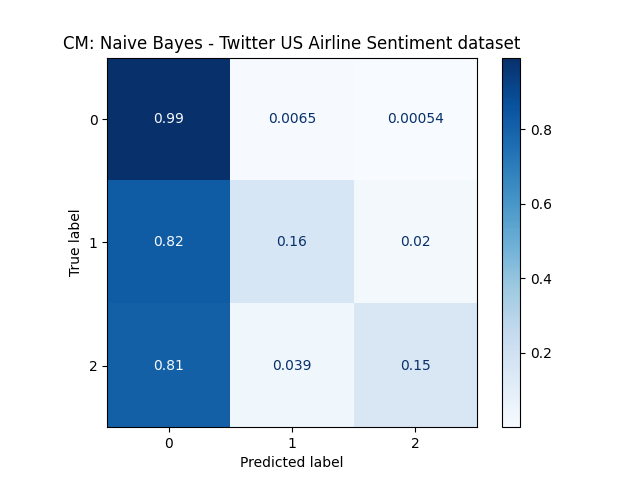 CM: Naive Bayes - Twitter US Airline Sentiment dataset
0 0.99 0.0065 0.00054
1 0.82 0.16 0.02
2 0.81 0.039 0.15
0 1 2
Predicted label
True label
0.8
0.6
0.4
0.2